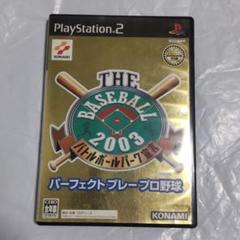 PlayStation.2
KONAMI
THE
BASEBALL
2003
バトルボールパーク宣言
パーフェクトプレープロ野球
KONAMI